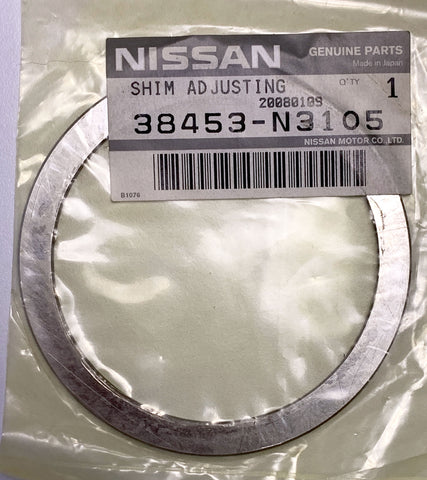 NISSAN GENUINE PARTS
Made in Japan
SHIM ADJUSTING Q'TY 1
20080109
38453-N3105
NISSAN MOTOR CO., LTD.
B1076